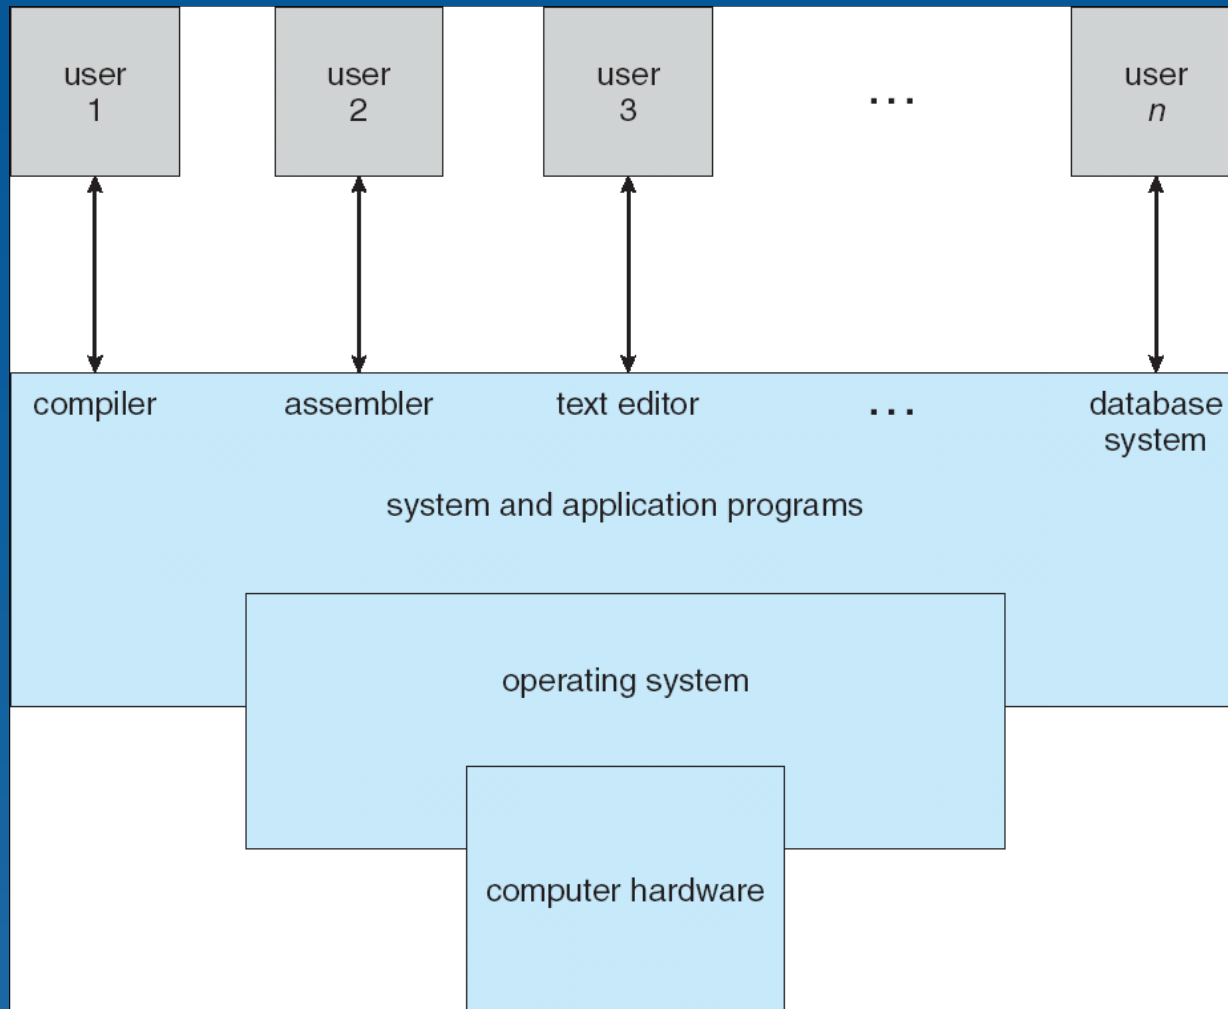 user
1
user
2
user
3
...
user
n
compiler
assembler
text editor
...
database
system
system and application programs
operating system
computer hardware